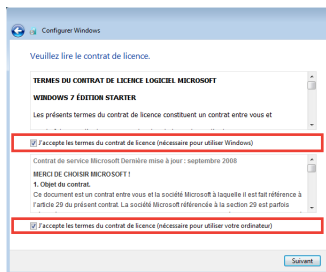 Configurer Windows
Veuillez lire le contrat de licence.
TERMES DU CONTRAT DE LICENCE LOGICIEL MICROSOFT
WINDOWS 7 ÉDITION STARTER
Les présents termes du contrat de licence constituent un contrat entre vous et
J'accepte les termes du contrat de licence (nécessaire pour utiliser Windows)
Contrat de service Microsoft Dernière mise à jour : septembre 2008
MERCI DE CHOISIR MICROSOFT!
1. Objet du contrat.
Ce document est un contrat entre vous et la société Microsoft à laquelle il est fait référence à
l'article 29 du présent contrat. La société Microsoft référencée à la section 29 est parfois
J'accepte les termes du contrat de licence (nécessaire pour utiliser votre ordinateur)
Suivant